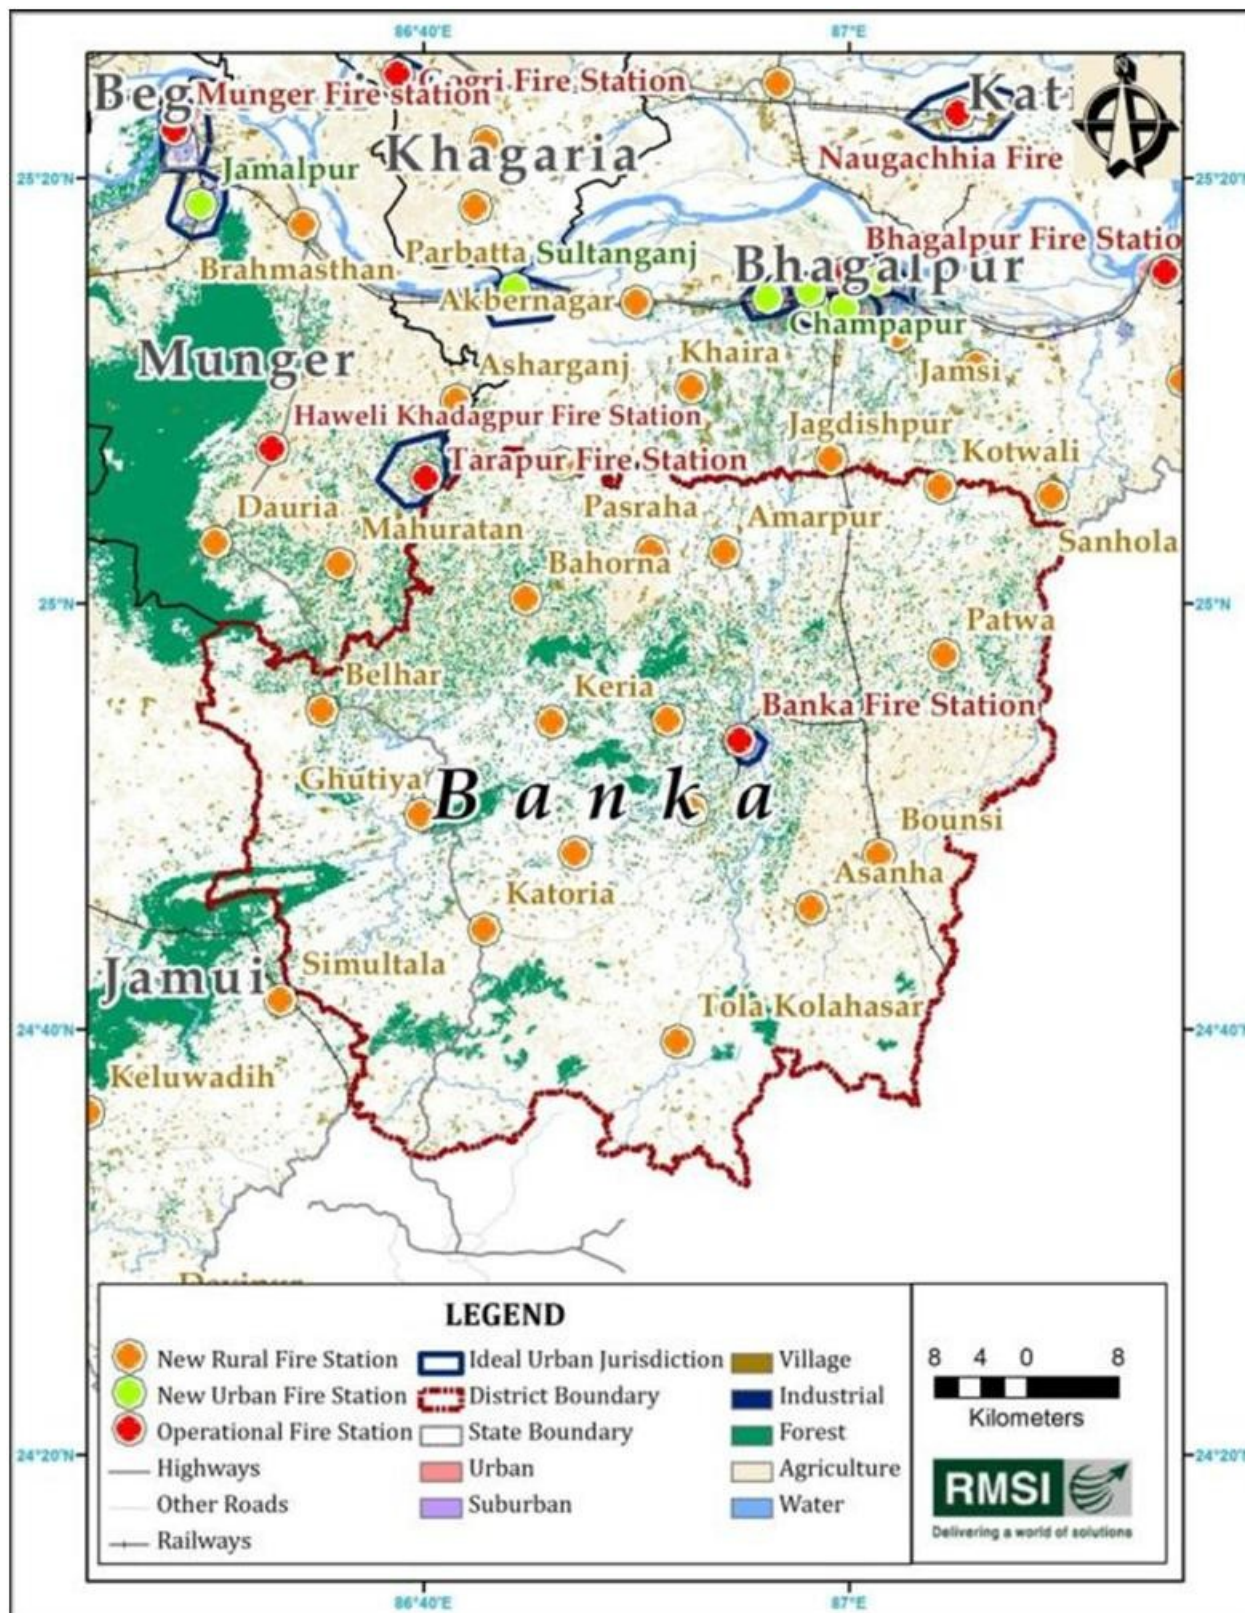 86°40'E 87°E
Beg Munger Fire station Gogri Fire Station Kat
Khagaria
Naugachhia Fire
25°20'N Jamalpur 25°20'N
Bhagalpur Fire Statio
Parbatta Sultanganj Bhagalpur
Brahmasthan
Akbernagar
Champapur
Munger Asharganj Khaira Jamsi
Haweli Khadagpur Fire Station Jagdishpur
Tarapur Fire Station Kotwali
Dauria Mahuratan Pasraha Amarpur
Bahorna Sanhola
25°N 25°N
Patwa
Belhar Keria
Banka Fire Station
Ghutiya Banka
Bounsi
Katoria Asanha
Jamui Simultala
Tola Kolahasar
24°40'N 24°40'N
Keluwadih
LEGEND
New Rural Fire Station Ideal Urban Jurisdiction Village
New Urban Fire Station District Boundary Industrial
Operational Fire Station State Boundary Forest
Highways Urban Agriculture
Other Roads Suburban Water
Railways
8 4 0 8
Kilometers
24°20'N 24°20'N
RMSI
Delivering a world of solutions
86°40'E 87°E